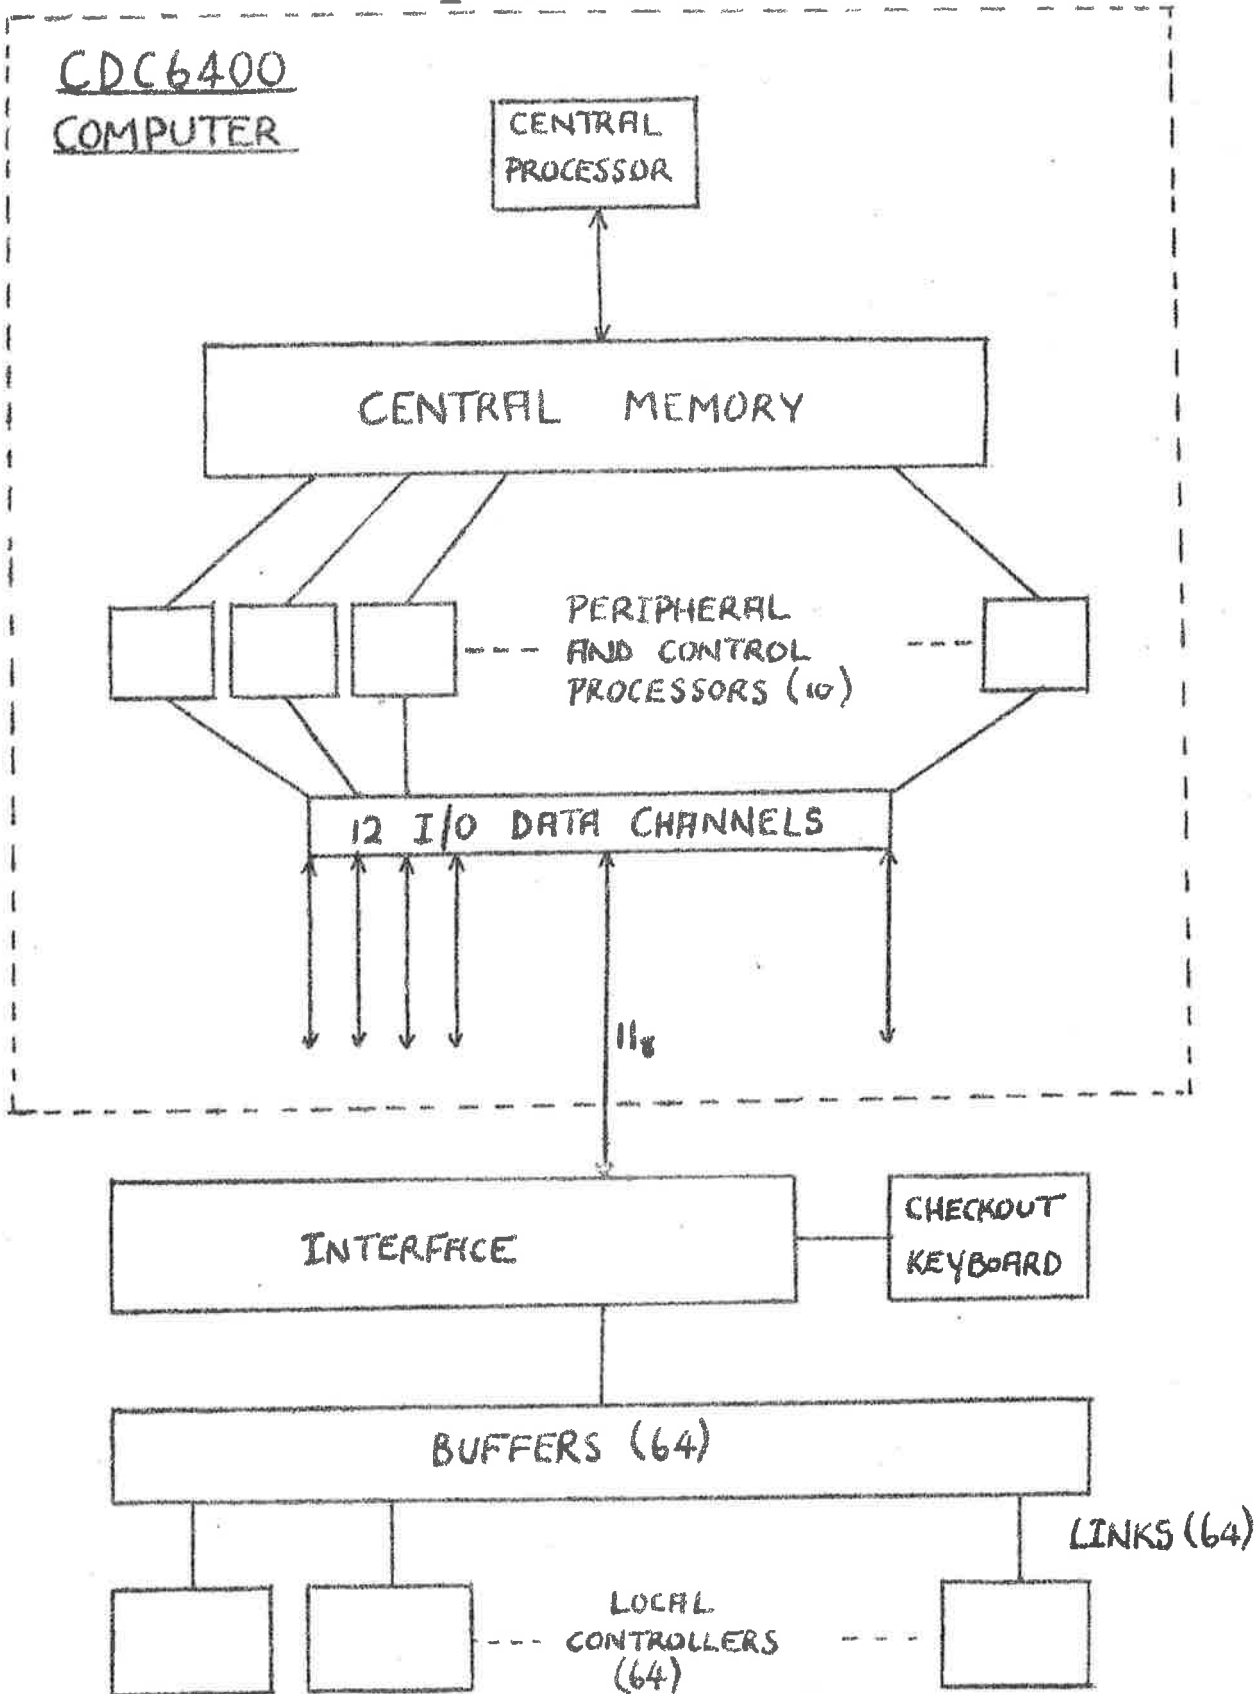 CDC6400
COMPUTER
CENTRAL
PROCESSOR
CENTRAL MEMORY
PERIPHERAL
AND CONTROL
PROCESSORS (10)
12 I/O DATA CHANNELS
11₈
INTERFACE
CHECKOUT
KEYBOARD
BUFFERS (64)
LINKS (64)
LOCAL
CONTROLLERS
(64)